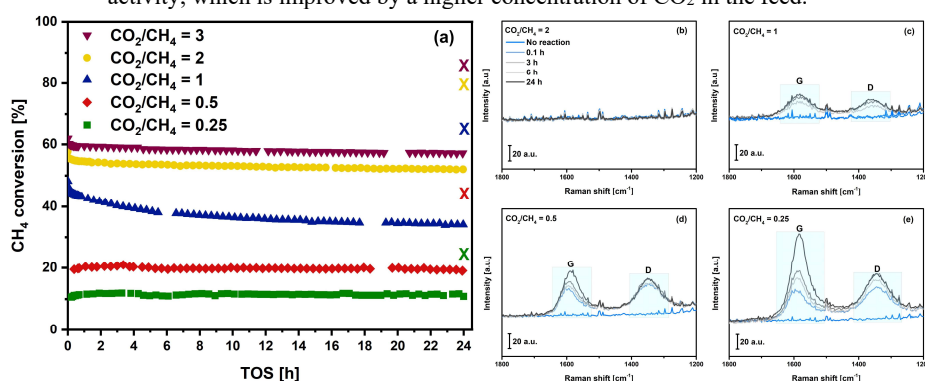 activity, which is improved by a higher concentration of CO₂ in the feed.
(a)
CO₂/CH₄ = 3
CO₂/CH₄ = 2
CO₂/CH₄ = 1
CO₂/CH₄ = 0.5
CO₂/CH₄ = 0.25
X
X
X
X
X
100
80
60
40
20
0
CH₄ conversion [%]
0 2 4 6 8 10 12 14 16 18 20 22 24
TOS [h]
CO₂/CH₄ = 2
(b)
No reaction
0.1 h
3 h
6 h
24 h
Intensity [a.u]
20 a.u.
1800 1600 1400 1200
Raman shift [cm⁻¹]
CO₂/CH₄ = 1
(c)
G
D
Intensity [a.u.]
20 a.u.
1800 1600 1400 1200
Raman shift [cm⁻¹]
CO₂/CH₄ = 0.5
(d)
G
D
Intensity [a.u.]
20 a.u.
1800 1600 1400 1200
Raman shift [cm⁻¹]
CO₂/CH₄ = 0.25
(e)
G
D
Intensity [a.u.]
20 a.u.
1800 1600 1400 1200
Raman shift [cm⁻¹]